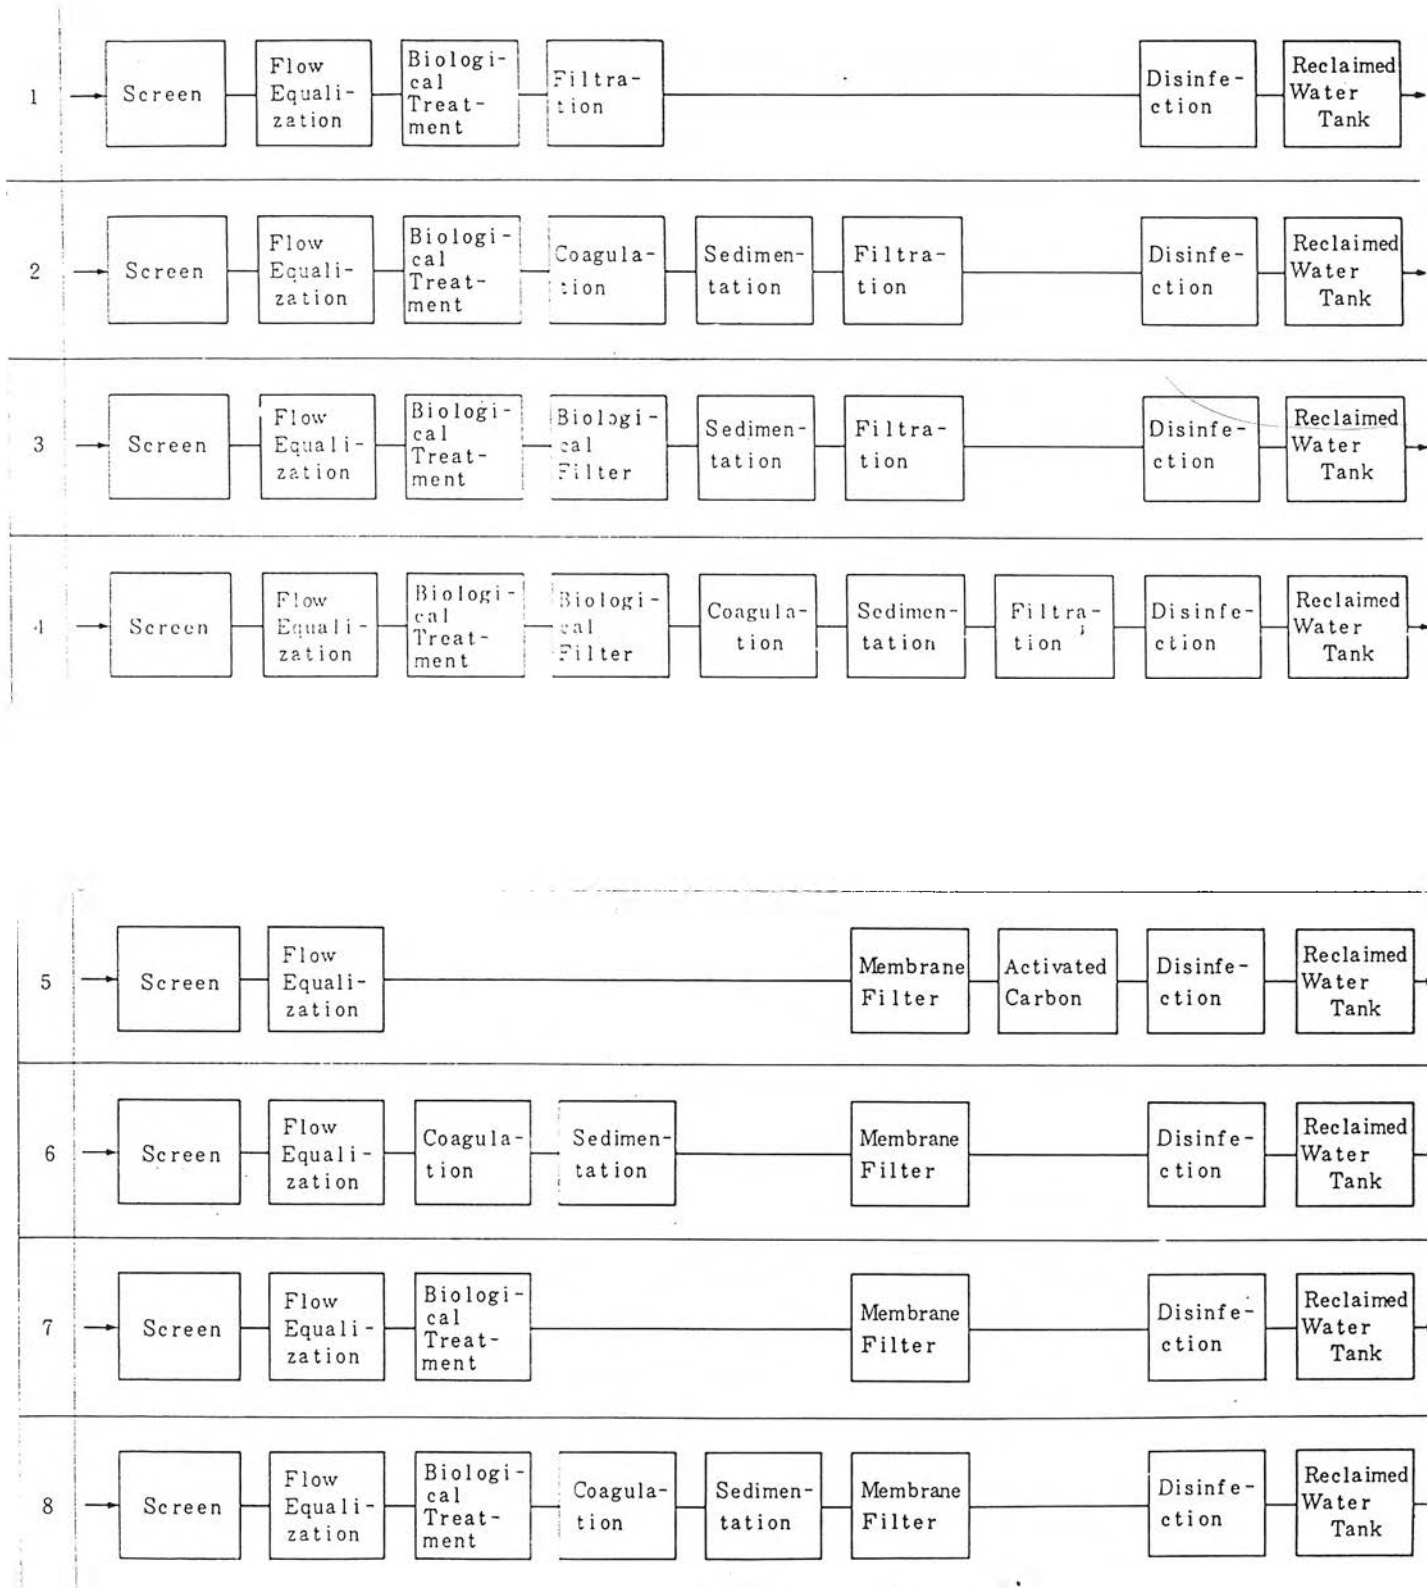 1
Screen
Flow
Equali-
zation
Biologi-
cal
Treat-
ment
Filtra-
tion
Disinfe-
ction
Reclaimed
Water
Tank
2
Screen
Flow
Equali-
zation
Biologi-
cal
Treat-
ment
Coagula-
tion
Sedimen-
tation
Filtra-
tion
Disinfe-
ction
Reclaimed
Water
Tank
3
Screen
Flow
Equali-
zation
Biologi-
cal
Treat-
ment
Biologi-
cal
Filter
Sedimen-
tation
Filtra-
tion
Disinfe-
ction
Reclaimed
Water
Tank
4
Screen
Flow
Equali-
zation
Biologi-
cal
Treat-
ment
Biologi-
cal
Filter
Coagula-
tion
Sedimen-
tation
Filtra-
tion
Disinfe-
ction
Reclaimed
Water
Tank
5
Screen
Flow
Equali-
zation
Membrane
Filter
Activated
Carbon
Disinfe-
ction
Reclaimed
Water
Tank
6
Screen
Flow
Equali-
zation
Coagula-
tion
Sedimen-
tation
Membrane
Filter
Disinfe-
ction
Reclaimed
Water
Tank
7
Screen
Flow
Equali-
zation
Biologi-
cal
Treat-
ment
Membrane
Filter
Disinfe-
ction
Reclaimed
Water
Tank
8
Screen
Flow
Equali-
zation
Biologi-
cal
Treat-
ment
Coagula-
tion
Sedimen-
tation
Membrane
Filter
Disinfe-
ction
Reclaimed
Water
Tank